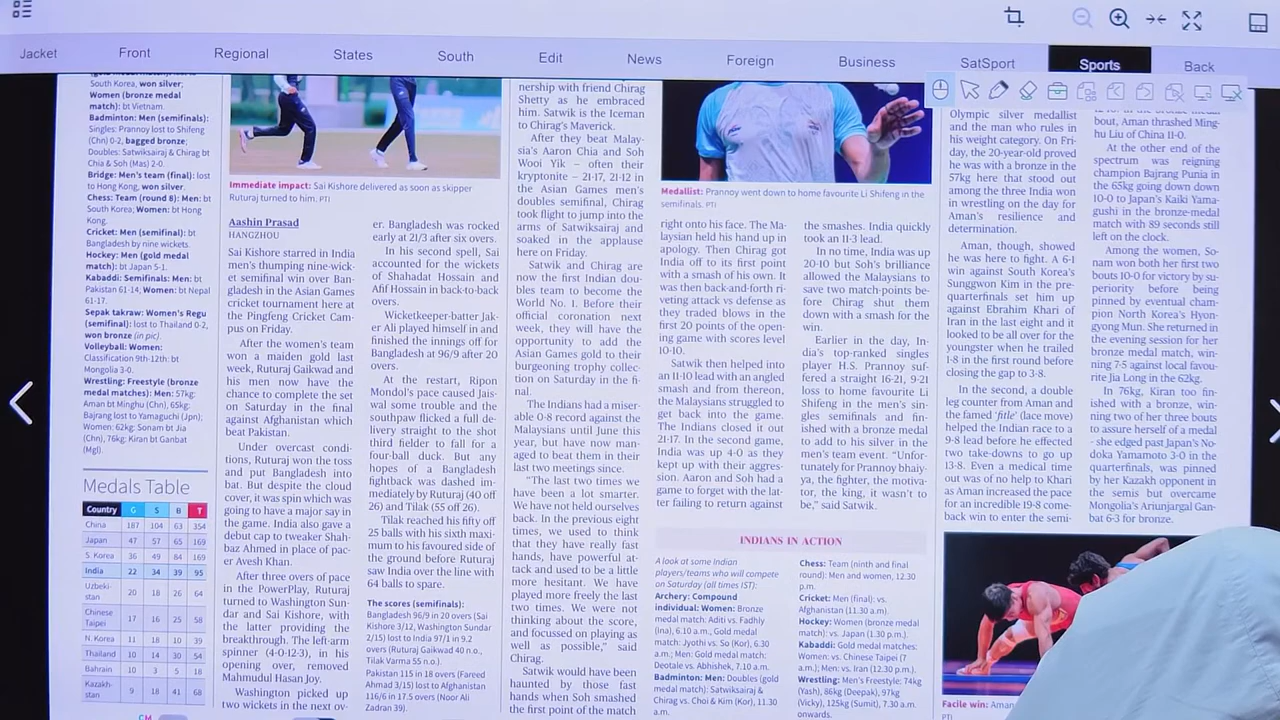 Jacket Front Regional States South Edit News Foreign Business SatSport Sports Back
South Korea, won silver;
Women (bronze medal
match): bt Vietnam.
Badminton: Men (semifinals):
Singles: Prannoy lost to Shifeng
(Chn) 0-2, bagged bronze;
Doubles: Satwiksairaj & Chirag bt
Chia & Soh (Mas) 2-0.
Bridge: Men's team (final): lost
to Hong Kong, won silver.
Chess: Team (round 8): Men: bt
South Korea; Women: bt Hong
Kong.
Cricket: Men (semifinal): bt
Bangladesh by nine wickets.
Hockey: Men (gold medal
match): bt Japan 5-1.
Kabaddi: Semifinals: Men: bt
Pakistan 61-14, Women: bt Nepal
61-17.
Sepak takraw: Women's Regu
(semifinal): lost to Thailand 0-2,
won bronze (in pic).
Volleyball: Women:
Classification 9th-12th: bt
Mongolia 3-0.
Wrestling: Freestyle (bronze
medal matches): Men: 57kg:
Aman bt Minghu (Chn), 65kg:
Bajrang lost to Yamaguchi (Jpn);
Women: 62kg: Sonam bt Jia
(Chn), 76kg: Kiran bt Ganbat
(Mgl).
Medals Table
Country G S B T
China 187 104 63 354
Japan 47 57 65 169
S. Korea 36 49 84 169
India 22 34 39 95
Uzbeki-
stan 20 18 26 64
Chinese
Taipei 17 16 25 58
N. Korea 11 18 10 39
Thailand 10 14 30 54
Bahrain 10 3 5 18
Kazakh-
stan 9 18 41 68
Immediate impact: Sai Kishore delivered as soon as skipper
Ruturaj turned to him. PTI
Aashin Prasad
HANGZHOU
Sai Kishore starred in India
men's thumping nine-wick-
et semifinal win over Ban-
gladesh in the Asian Games
cricket tournament here at
the Pingfeng Cricket Cam-
pus on Friday.
After the women's team
won a maiden gold last
week, Ruturaj Gaikwad and
his men now have the
chance to complete the set
on Saturday in the final
against Afghanistan which
beat Pakistan.
Under overcast condi-
tions, Ruturaj won the toss
and put Bangladesh into
bat. But despite the cloud
cover, it was spin which was
going to have a major say in
the game. India also gave a
debut cap to tweaker Shah-
baz Ahmed in place of pac-
er Avesh Khan.
After three overs of pace
in the PowerPlay, Ruturaj
turned to Washington Sun-
dar and Sai Kishore, with
the latter providing the
breakthrough. The left-arm
spinner (4-0-12-3), in his
opening over, removed
Mahmudul Hasan Joy.
Washington picked up
two wickets in the next ov-
er. Bangladesh was rocked
early at 21/3 after six overs.
In his second spell, Sai
accounted for the wickets
of Shahadat Hossain and
Afif Hossain in back-to-back
overs.
Wicketkeeper-batter Jak-
er Ali played himself in and
finished the innings off for
Bangladesh at 96/9 after 20
overs.
At the restart, Ripon
Mondol's pace caused Jais-
wal some trouble and the
southpaw flicked a full de-
livery straight to the shot
third fielder to fall for a
four-ball duck. But any
hopes of a Bangladesh
fightback was dashed im-
mediately by Ruturaj (40 off
26) and Tilak (55 off 26).
Tilak reached his fifty off
25 balls with his sixth maxi-
mum to his favoured side of
the ground before Ruturaj
saw India over the line with
64 balls to spare.
The scores (semifinals):
Bangladesh 96/9 in 20 overs (Sai
Kishore 3/12, Washington Sundar
2/15) lost to India 97/1 in 9.2
overs (Ruturaj Gaikwad 40 n.o.,
Tilak Varma 55 n.o.).
Pakistan 115 in 18 overs (Fareed
Ahmad 3/15) lost to Afghanistan
116/6 in 17.5 overs (Noor Ali
Zadran 39).
nership with friend Chirag
Shetty as he embraced
him. Satwik is the Iceman
to Chirag's Maverick.
After they beat Malay-
sia's Aaron Chia and Soh
Wooi Yik – often their
kryptonite – 21-17, 21-12 in
the Asian Games men's
doubles semifinal, Chirag
took flight to jump into the
arms of Satwiksairaj and
soaked in the applause
here on Friday.
Satwik and Chirag are
now the first Indian dou-
bles team to become the
World No. 1. Before their
official coronation next
week, they will have the
opportunity to add the
Asian Games gold to their
burgeoning trophy collec-
tion on Saturday in the fi-
nal.
The Indians had a miser-
able 0-8 record against the
Malaysians until June this
year, but have now man-
aged to beat them in their
last two meetings since.
"The last two times we
have been a lot smarter.
We have not held ourselves
back. In the previous eight
times, we used to think
that they have really fast
hands, have powerful at-
tack and used to be a little
more hesitant. We have
played more freely the last
two times. We were not
thinking about the score,
and focussed on playing as
well as possible," said
Chirag.
Satwik would have been
haunted by those fast
hands when Soh smashed
the first point of the match
Medallist: Prannoy went down to home favourite Li Shifeng in the
semifinals. PTI
right onto his face. The Ma-
laysian held his hand up in
apology. Then Chirag got
India off to its first point
with a smash of his own. It
was then back-and-forth ri-
veting attack vs defense as
they traded blows in the
first 20 points of the open-
ing game with scores level
10-10.
Satwik then helped into
an 11-10 lead with an angled
smash and from thereon,
the Malaysians struggled to
get back into the game.
The Indians closed it out
21-17. In the second game,
India was up 4-0 as they
kept up with their aggres-
sion. Aaron and Soh had a
game to forget with the lat-
ter failing to return against
the smashes. India quickly
took an 11-3 lead.
In no time, India was up
20-10 but Soh's brilliance
allowed the Malaysians to
save two match-points be-
fore Chirag shut them
down with a smash for the
win.
Earlier in the day, In-
dia's top-ranked singles
player H.S. Prannoy suf-
fered a straight 16-21, 9-21
loss to home favourite Li
Shifeng in the men's sin-
gles semifinals and fin-
ished with a bronze medal
to add to his silver in the
men's team event. "Unfor-
tunately for Prannoy bhaiy-
ya, the fighter, the motiva-
tor, the king, it wasn't to
be," said Satwik.
INDIANS IN ACTION
A look at some Indian
players/teams who will compete
on Saturday (all times IST):
Archery: Compound
individual: Women: Bronze
medal match: Aditi vs. Fadhly
(Ina), 6.10 a.m., Gold medal
match: Jyothi vs. So (Kor), 6.30
a.m.; Men: Gold medal match:
Deotale vs. Abhishek, 7.10 a.m.
Badminton: Men: Doubles (gold
medal match): Satwiksairaj &
Chirag vs. Choi & Kim (Kor), 11.30
a.m.
Chess: Team (ninth and final
round): Men and women, 12.30
p.m.
Cricket: Men (final): vs.
Afghanistan (11.30 a.m.).
Hockey: Women (bronze medal
match): vs. Japan (1.30 p.m.).
Kabaddi: Gold medal matches:
Women: vs. Chinese Taipei (7
a.m.); Men: vs. Iran (12.30 p.m.).
Wrestling: Men's Freestyle: 74kg
(Yash), 86kg (Deepak), 97kg
(Vicky), 125kg (Sumit), 7.30 a.m.
onwards.
Olympic silver medallist
and the man who rules in
his weight category. On Fri-
day, the 20-year-old proved
he was with a bronze in the
57kg here that stood out
among the three India won
in wrestling on the day for
Aman's resilience and
determination.
Aman, though, showed
he was here to fight. A 6-1
win against South Korea's
Sunggwon Kim in the pre-
quarterfinals set him up
against Ebrahim Khari of
Iran in the last eight and it
looked to be all over for the
youngster when he trailed
1-8 in the first round before
closing the gap to 3-8.
In the second, a double
leg counter from Aman and
the famed 'fitle' (lace move)
helped the Indian race to a
9-8 lead before he effected
two take-downs to go up
13-8. Even a medical time
out was of no help to Khari
as Aman increased the pace
for an incredible 19-8 come-
back win to enter the semi-
bout, Aman thrashed Ming-
hu Liu of China 11-0.
At the other end of the
spectrum was reigning
champion Bajrang Punia in
the 65kg going down down
10-0 to Japan's Kaiki Yama-
gushi in the bronze-medal
match with 89 seconds still
left on the clock.
Among the women, So-
nam won both her first two
bouts 10-0 for victory by su-
periority before being
pinned by eventual cham-
pion North Korea's Hyon-
gyong Mun. She returned in
the evening session for her
bronze medal match, win-
ning 7-5 against local favou-
rite Jia Long in the 62kg.
In 76kg, Kiran too fin-
ished with a bronze, win-
ning two of her three bouts
to assure herself of a medal
- she edged past Japan's No-
doka Yamamoto 3-0 in the
quarterfinals, was pinned
by her Kazakh opponent in
the semis but overcame
Mongolia's Ariunjargal Gan-
bat 6-3 for bronze.
Facile win: Aman
PTI
CM